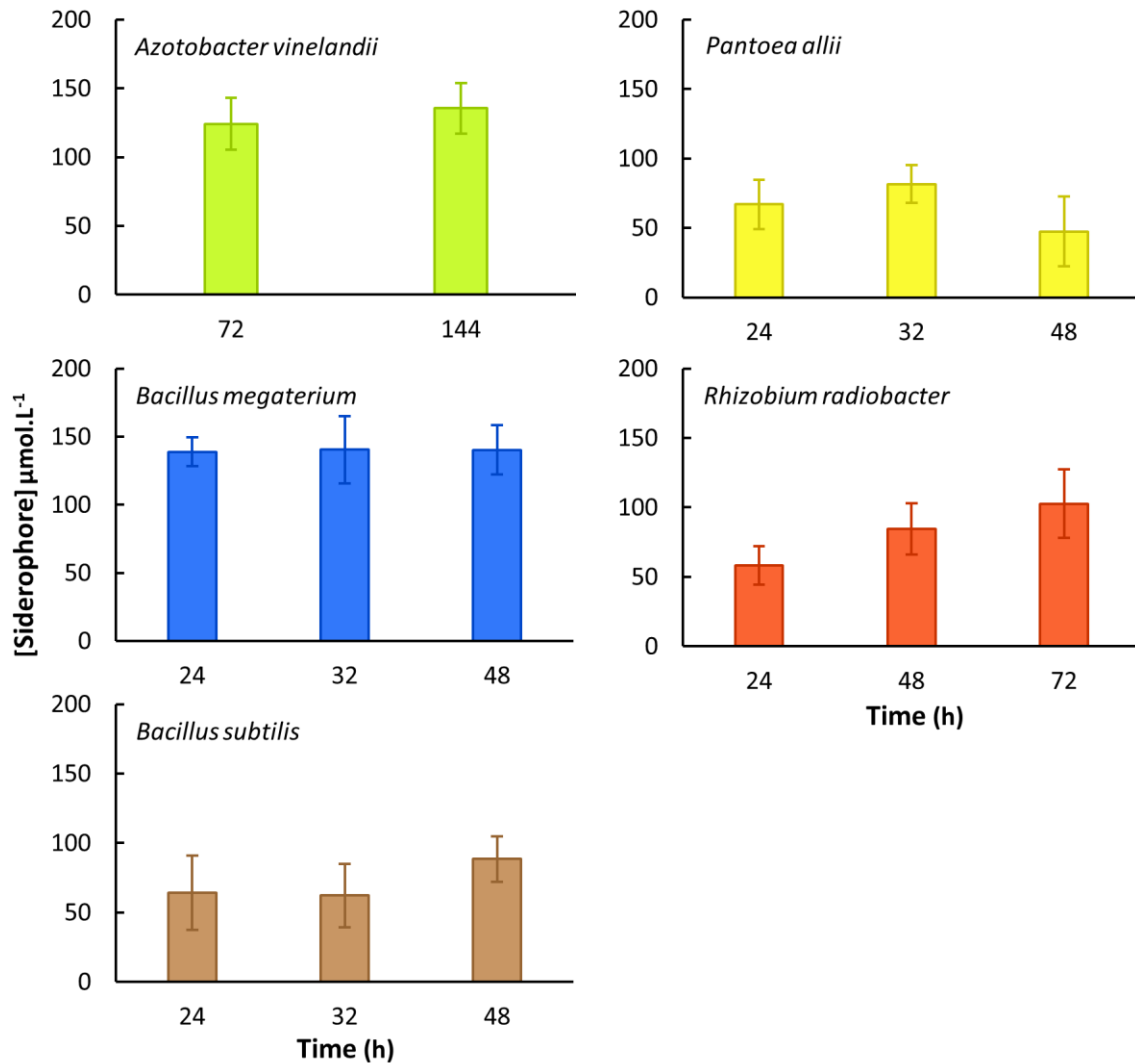 [Siderophore] µmol.L⁻¹
Azotobacter vinelandii
200
150
100
50
0
72 144
Pantoea allii
200
150
100
50
0
24 32 48
Bacillus megaterium
200
150
100
50
0
24 32 48
Rhizobium radiobacter
200
150
100
50
0
24 48 72
Time (h)
Bacillus subtilis
200
150
100
50
0
24 32 48
Time (h)